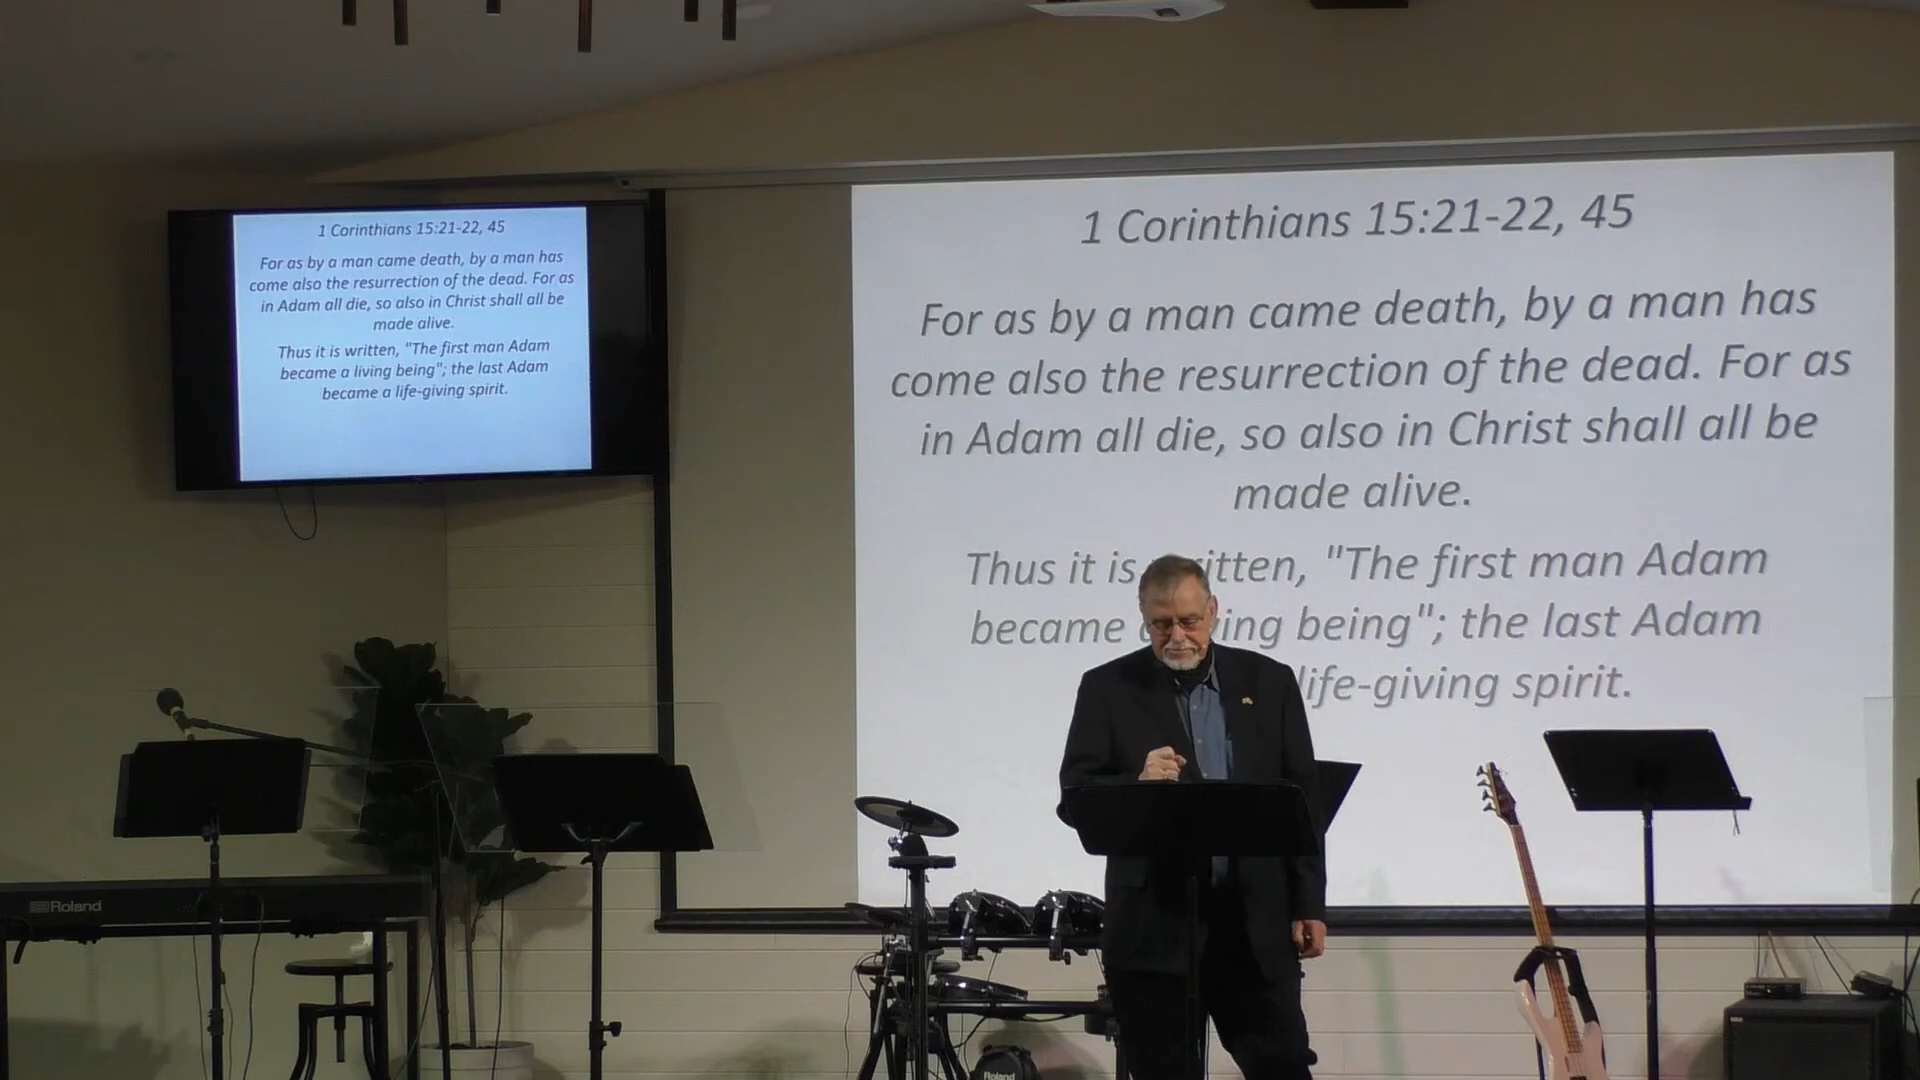 1 Corinthians 15:21-22, 45
For as by a man came death, by a man has
come also the resurrection of the dead. For as
in Adam all die, so also in Christ shall all be
made alive.
Thus it is written, "The first man Adam
became a living being"; the last Adam
became a life-giving spirit.
1 Corinthians 15:21-22, 45
For as by a man came death, by a man has
come also the resurrection of the dead. For as
in Adam all die, so also in Christ shall all be
made alive.
Thus it is itten, "The first man Adam
became ing being"; the last Adam
life-giving spirit.
Roland
Roland